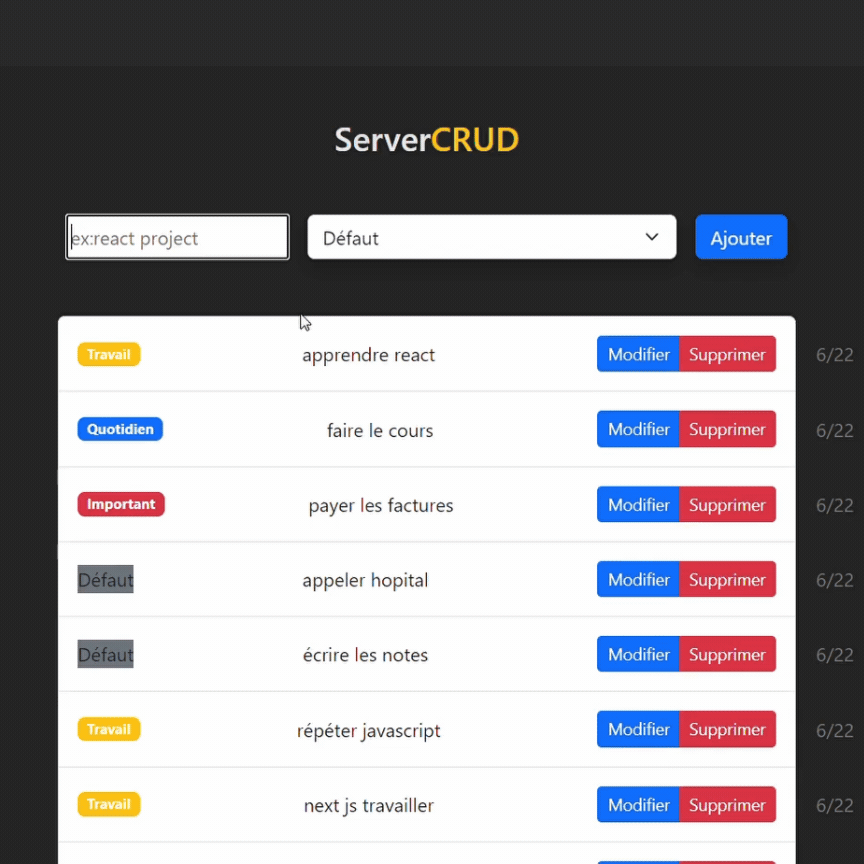 ServerCRUD
ex:react project Défaut Ajouter
Travail apprendre react Modifier Supprimer 6/22
Quotidien faire le cours Modifier Supprimer 6/22
Important payer les factures Modifier Supprimer 6/22
Défaut appeler hopital Modifier Supprimer 6/22
Défaut écrire les notes Modifier Supprimer 6/22
Travail répéter javascript Modifier Supprimer 6/22
Travail next js travailler Modifier Supprimer 6/22